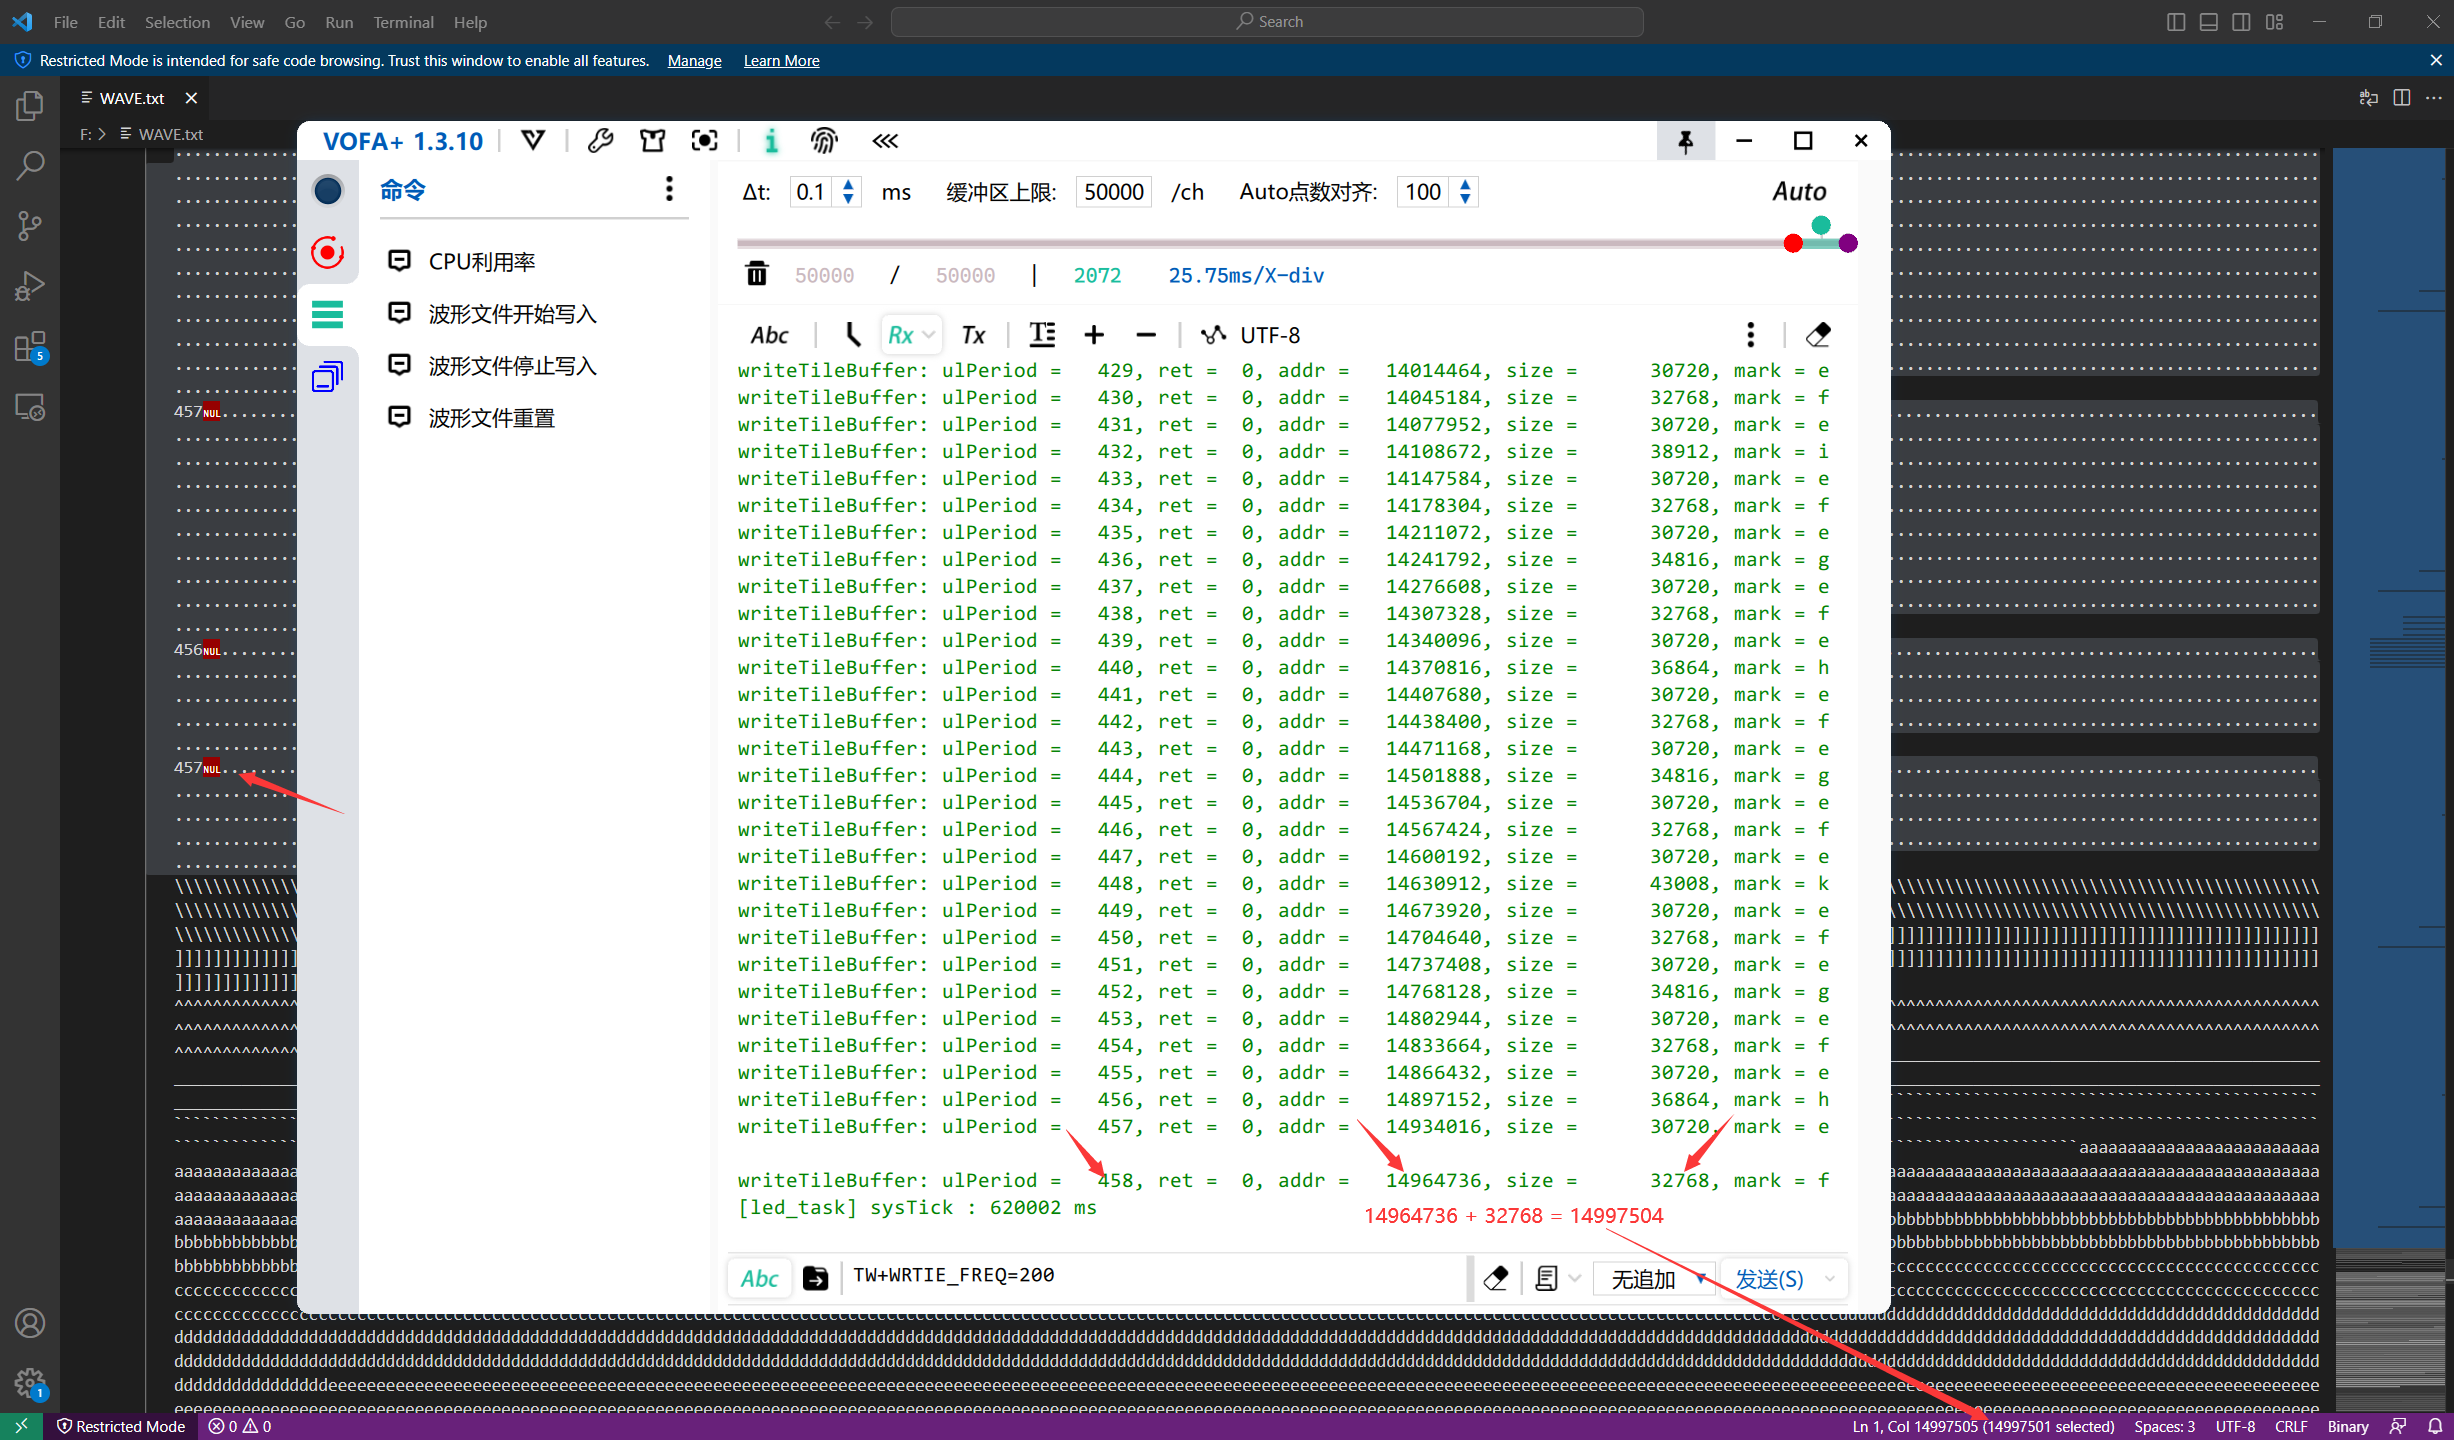 File Edit Selection View Go Run Terminal Help
Search
Restricted Mode is intended for safe code browsing. Trust this window to enable all features. Manage Learn More
WAVE.txt
F: > WAVE.txt
VOFA+ 1.3.10
命令
CPU利用率
波形文件开始写入
波形文件停止写入
波形文件重置
Δt: 0.1 ms 缓冲区上限: 50000 /ch Auto点数对齐: 100 Auto
50000 / 50000 | 2072 25.75ms/X-div
Abc Rx Tx UTF-8
writeTileBuffer: ulPeriod = 429, ret = 0, addr = 14014464, size = 30720, mark = e
writeTileBuffer: ulPeriod = 430, ret = 0, addr = 14045184, size = 32768, mark = f
writeTileBuffer: ulPeriod = 431, ret = 0, addr = 14077952, size = 30720, mark = e
writeTileBuffer: ulPeriod = 432, ret = 0, addr = 14108672, size = 38912, mark = i
writeTileBuffer: ulPeriod = 433, ret = 0, addr = 14147584, size = 30720, mark = e
writeTileBuffer: ulPeriod = 434, ret = 0, addr = 14178304, size = 32768, mark = f
writeTileBuffer: ulPeriod = 435, ret = 0, addr = 14211072, size = 30720, mark = e
writeTileBuffer: ulPeriod = 436, ret = 0, addr = 14241792, size = 34816, mark = g
writeTileBuffer: ulPeriod = 437, ret = 0, addr = 14276608, size = 30720, mark = e
writeTileBuffer: ulPeriod = 438, ret = 0, addr = 14307328, size = 32768, mark = f
writeTileBuffer: ulPeriod = 439, ret = 0, addr = 14340096, size = 30720, mark = e
writeTileBuffer: ulPeriod = 440, ret = 0, addr = 14370816, size = 36864, mark = h
writeTileBuffer: ulPeriod = 441, ret = 0, addr = 14407680, size = 30720, mark = e
writeTileBuffer: ulPeriod = 442, ret = 0, addr = 14438400, size = 32768, mark = f
writeTileBuffer: ulPeriod = 443, ret = 0, addr = 14471168, size = 30720, mark = e
writeTileBuffer: ulPeriod = 444, ret = 0, addr = 14501888, size = 34816, mark = g
writeTileBuffer: ulPeriod = 445, ret = 0, addr = 14536704, size = 30720, mark = e
writeTileBuffer: ulPeriod = 446, ret = 0, addr = 14567424, size = 32768, mark = f
writeTileBuffer: ulPeriod = 447, ret = 0, addr = 14600192, size = 30720, mark = e
writeTileBuffer: ulPeriod = 448, ret = 0, addr = 14630912, size = 43008, mark = k
writeTileBuffer: ulPeriod = 449, ret = 0, addr = 14673920, size = 30720, mark = e
writeTileBuffer: ulPeriod = 450, ret = 0, addr = 14704640, size = 32768, mark = f
writeTileBuffer: ulPeriod = 451, ret = 0, addr = 14737408, size = 30720, mark = e
writeTileBuffer: ulPeriod = 452, ret = 0, addr = 14768128, size = 34816, mark = g
writeTileBuffer: ulPeriod = 453, ret = 0, addr = 14802944, size = 30720, mark = e
writeTileBuffer: ulPeriod = 454, ret = 0, addr = 14833664, size = 32768, mark = f
writeTileBuffer: ulPeriod = 455, ret = 0, addr = 14866432, size = 30720, mark = e
writeTileBuffer: ulPeriod = 456, ret = 0, addr = 14897152, size = 36864, mark = h
writeTileBuffer: ulPeriod = 457, ret = 0, addr = 14934016, size = 30720, mark = e
writeTileBuffer: ulPeriod = 458, ret = 0, addr = 14964736, size = 32768, mark = f
[led_task] sysTick : 620002 ms
14964736 + 32768 = 14997504
Abc TW+WRTIE_FREQ=200 无追加 发送(S)
457NUL
456NUL
457NUL
5
1
Restricted Mode 0 0 Ln 1, Col 14997505 (14997501 selected) Spaces: 3 UTF-8 CRLF Binary